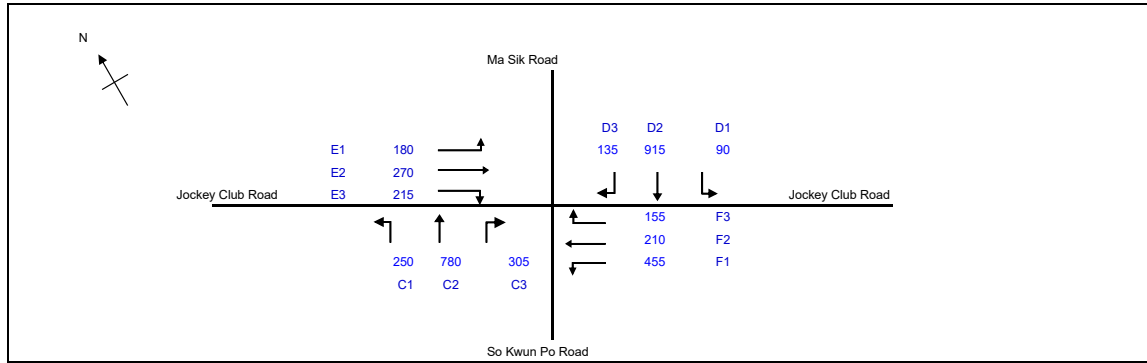 N
Ma Sik Road
D3 D2 D1
E1 180 135 915 90
E2 270
E3 215
Jockey Club Road Jockey Club Road
155 F3
210 F2
250 780 305 455 F1
C1 C2 C3
So Kwun Po Road